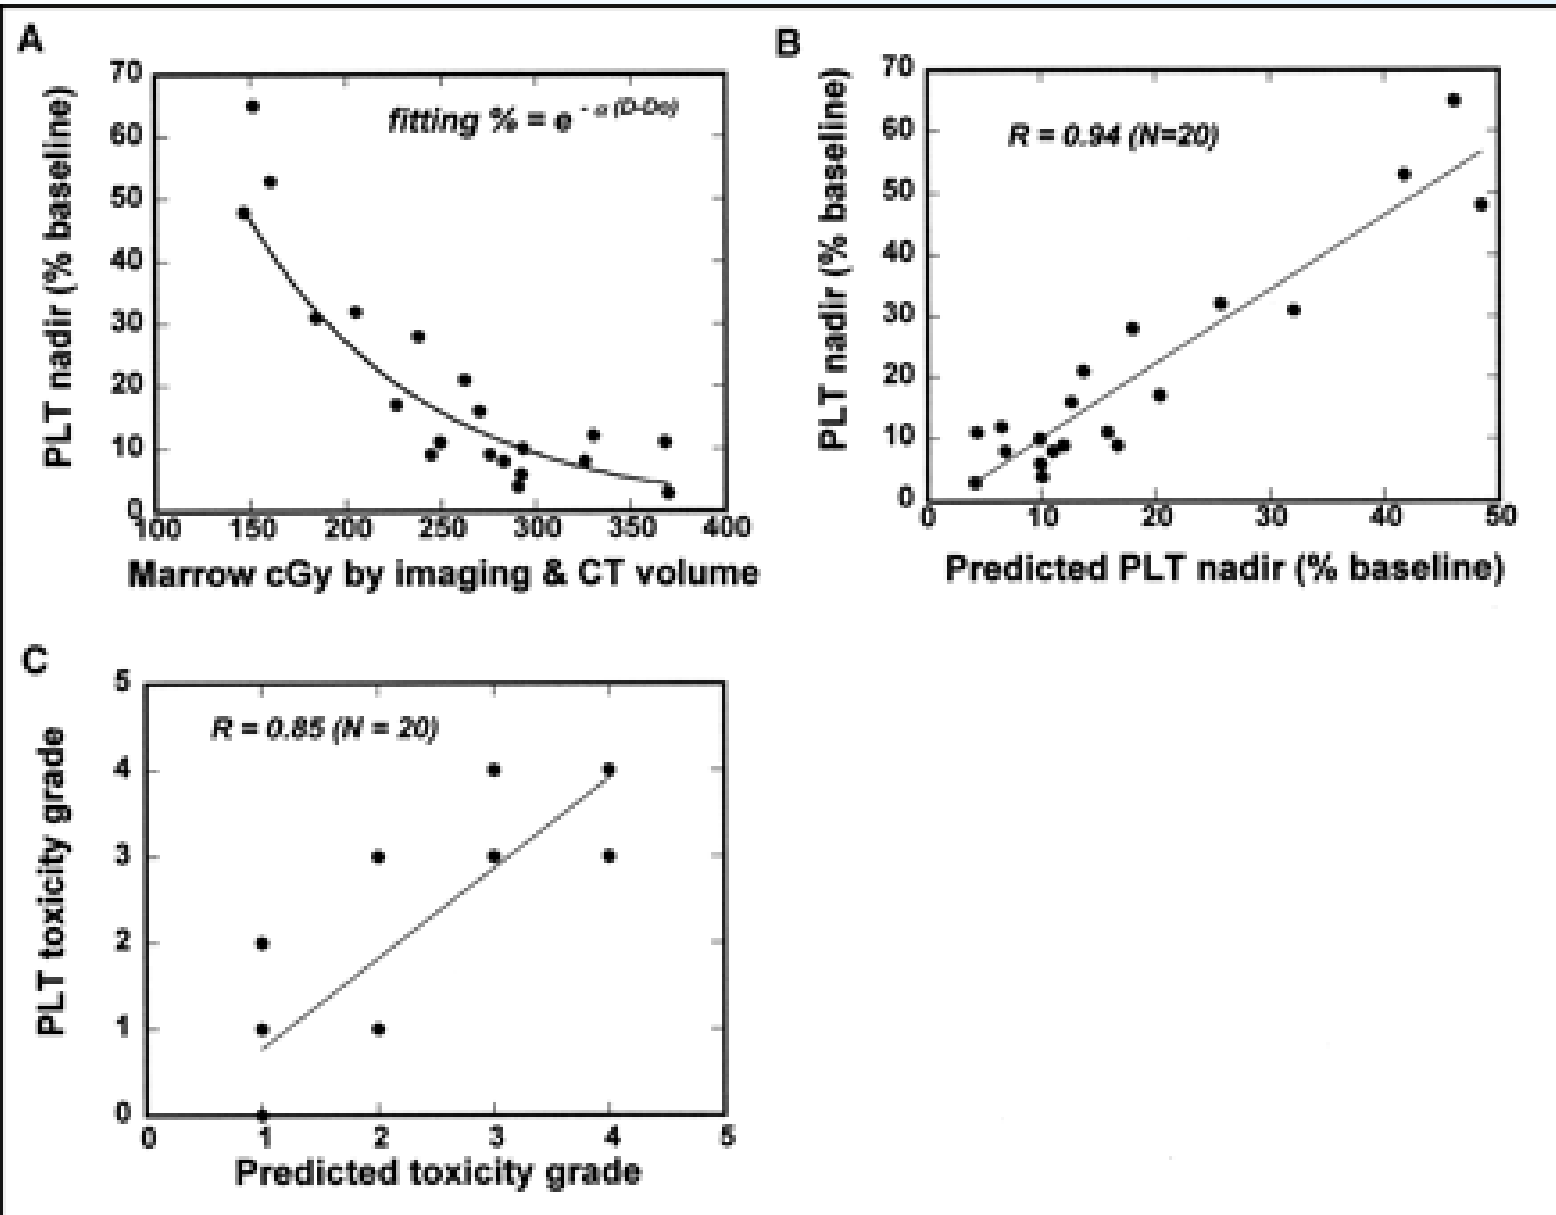 A
B
70
60
50
40
30
20
10
0
100 150 200 250 300 350 400
fitting % = e - α (D-Do)
PLT nadir (% baseline)
Marrow cGy by imaging & CT volume
70
60
50
40
30
20
10
0
0 10 20 30 40 50
R = 0.94 (N=20)
PLT nadir (% baseline)
Predicted PLT nadir (% baseline)
C
5
4
3
2
1
0
0 1 2 3 4 5
R = 0.85 (N = 20)
PLT toxicity grade
Predicted toxicity grade